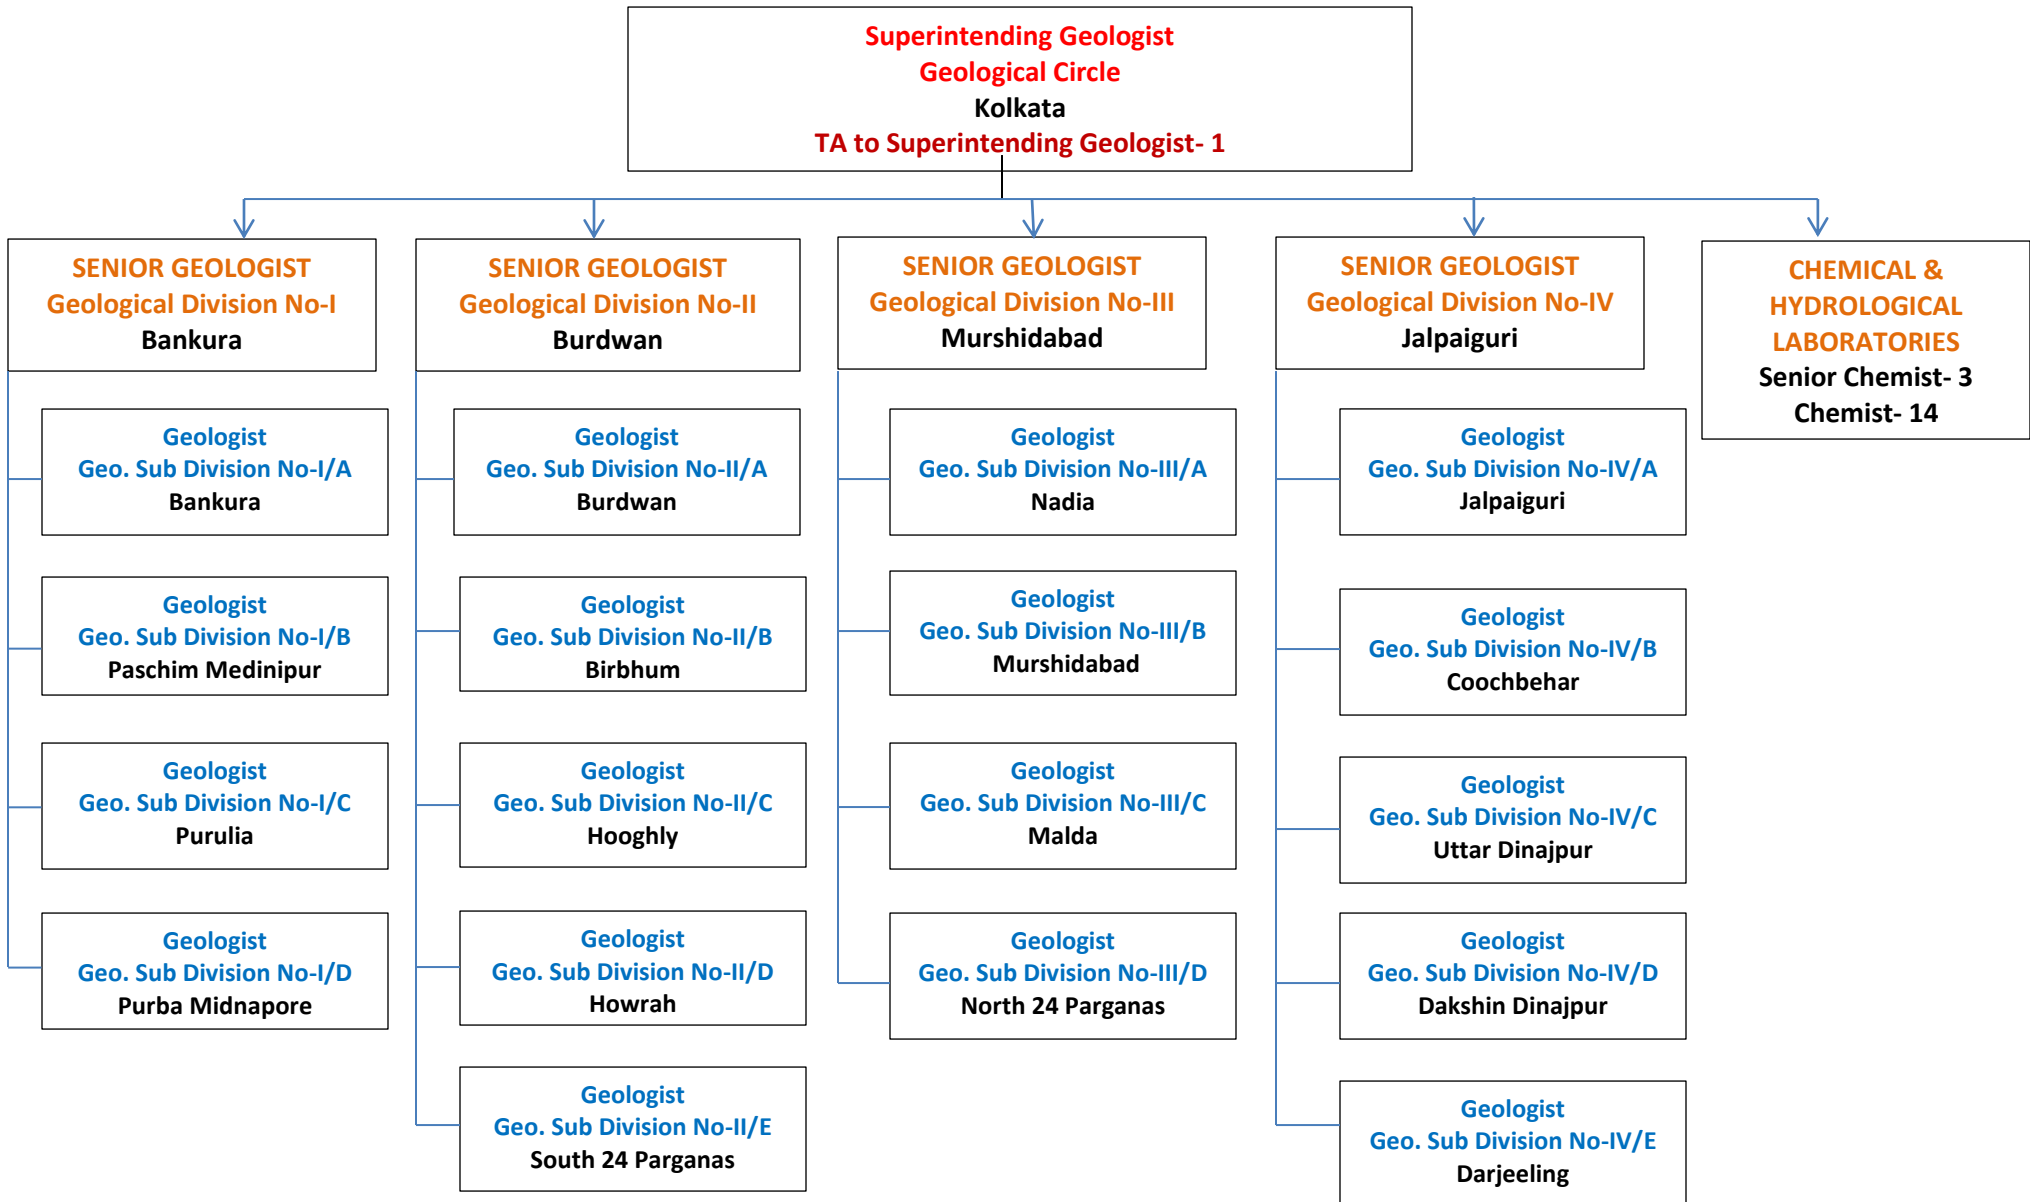 Superintending Geologist
Geological Circle
Kolkata
TA to Superintending Geologist- 1
SENIOR GEOLOGIST
Geological Division No-I
Bankura
Geologist
Geo. Sub Division No-I/A
Bankura
Geologist
Geo. Sub Division No-I/B
Paschim Medinipur
Geologist
Geo. Sub Division No-I/C
Purulia
Geologist
Geo. Sub Division No-I/D
Purba Midnapore
SENIOR GEOLOGIST
Geological Division No-II
Burdwan
Geologist
Geo. Sub Division No-II/A
Burdwan
Geologist
Geo. Sub Division No-II/B
Birbhum
Geologist
Geo. Sub Division No-II/C
Hooghly
Geologist
Geo. Sub Division No-II/D
Howrah
Geologist
Geo. Sub Division No-II/E
South 24 Parganas
SENIOR GEOLOGIST
Geological Division No-III
Murshidabad
Geologist
Geo. Sub Division No-III/A
Nadia
Geologist
Geo. Sub Division No-III/B
Murshidabad
Geologist
Geo. Sub Division No-III/C
Malda
Geologist
Geo. Sub Division No-III/D
North 24 Parganas
SENIOR GEOLOGIST
Geological Division No-IV
Jalpaiguri
Geologist
Geo. Sub Division No-IV/A
Jalpaiguri
Geologist
Geo. Sub Division No-IV/B
Coochbehar
Geologist
Geo. Sub Division No-IV/C
Uttar Dinajpur
Geologist
Geo. Sub Division No-IV/D
Dakshin Dinajpur
Geologist
Geo. Sub Division No-IV/E
Darjeeling
CHEMICAL &
HYDROLOGICAL
LABORATORIES
Senior Chemist- 3
Chemist- 14